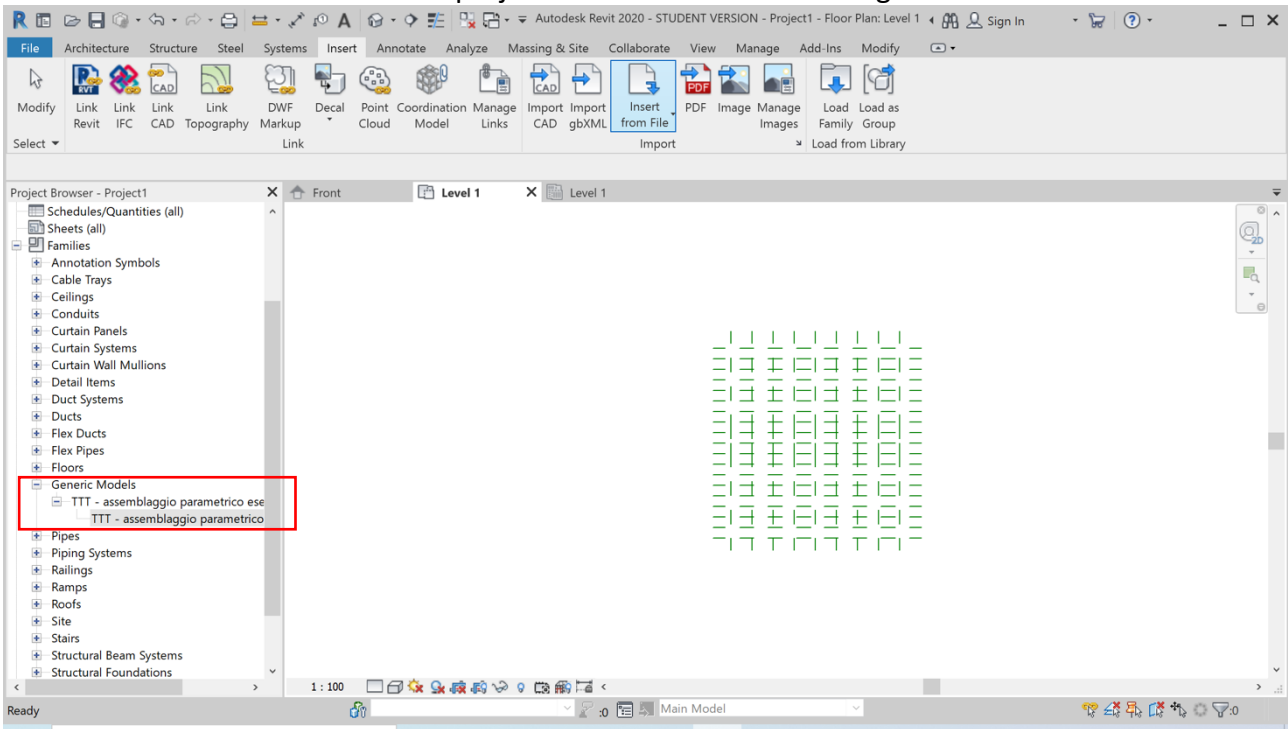 Autodesk Revit 2020 - STUDENT VERSION - Project1 - Floor Plan: Level 1 Sign In
File Architecture Structure Steel Systems Insert Annotate Analyze Massing & Site Collaborate View Manage Add-Ins Modify
Modify Link Link Link Link DWF Decal Point Coordination Manage Import Import Insert PDF Image Manage Load Load as
Revit IFC CAD Topography Markup Cloud Model Links CAD gbXML from File Images Family Group
Select Link Import Load from Library
Project Browser - Project1 Front Level 1 Level 1
Schedules/Quantities (all)
Sheets (all)
Families
Annotation Symbols
Cable Trays
Ceilings
Conduits
Curtain Panels
Curtain Systems
Curtain Wall Mullions
Detail Items
Duct Systems
Ducts
Flex Ducts
Flex Pipes
Floors
Generic Models
TTT - assemblaggio parametrico ese
TTT - assemblaggio parametrico
Pipes
Piping Systems
Railings
Ramps
Roofs
Site
Stairs
Structural Beam Systems
Structural Foundations
1 : 100
Ready :0 Main Model :0